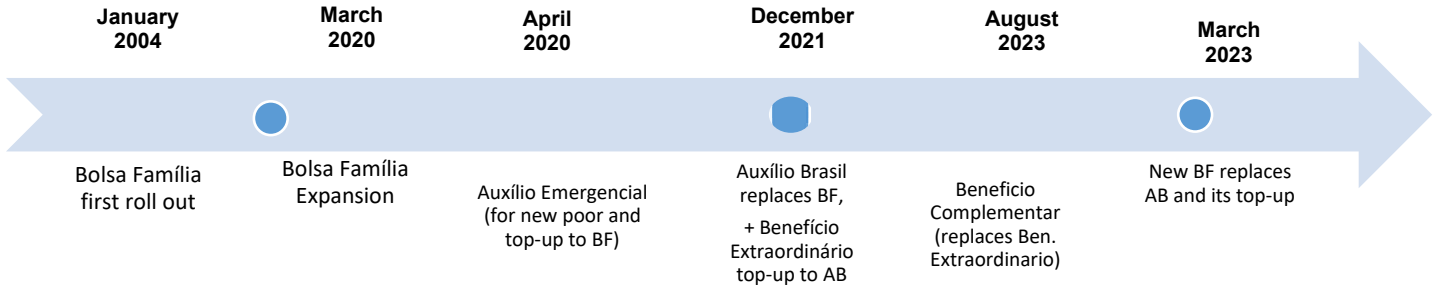 January
2004
March
2020
April
2020
December
2021
August
2023
March
2023
Bolsa Família
first roll out
Bolsa Família
Expansion
Auxílio Emergencial
(for new poor and
top-up to BF)
Auxílio Brasil
replaces BF,
+ Benefício
Extraordinário
top-up to AB
Beneficio
Complementar
(replaces Ben.
Extraordinario)
New BF replaces
AB and its top-up